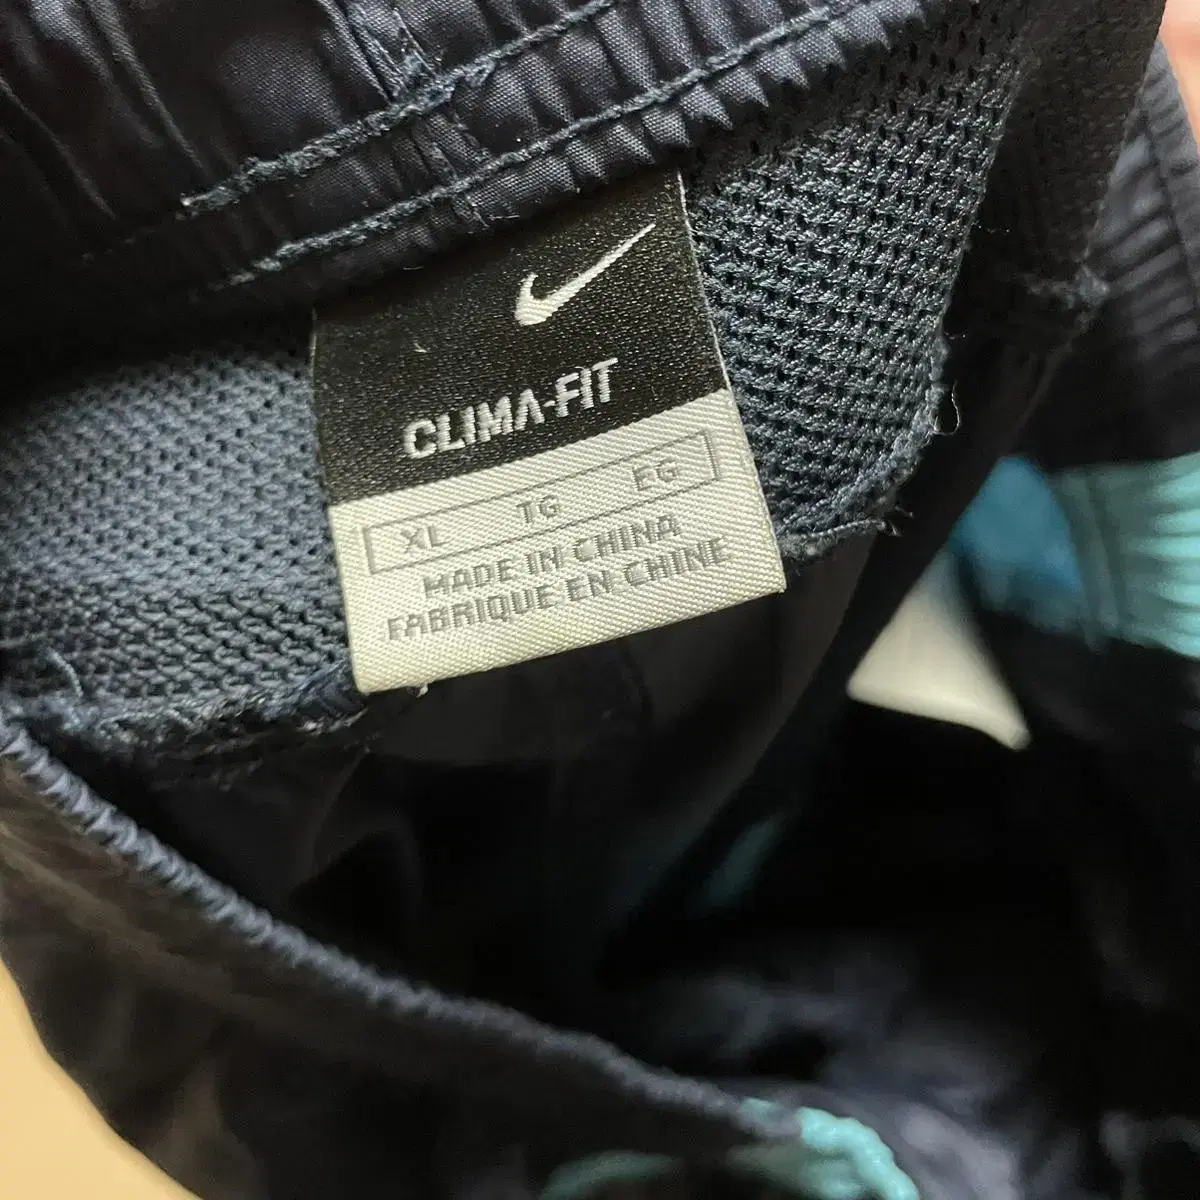 CLIMA-FIT
XL TG EG
MADE IN CHINA
FABRIQUE EN CHINE